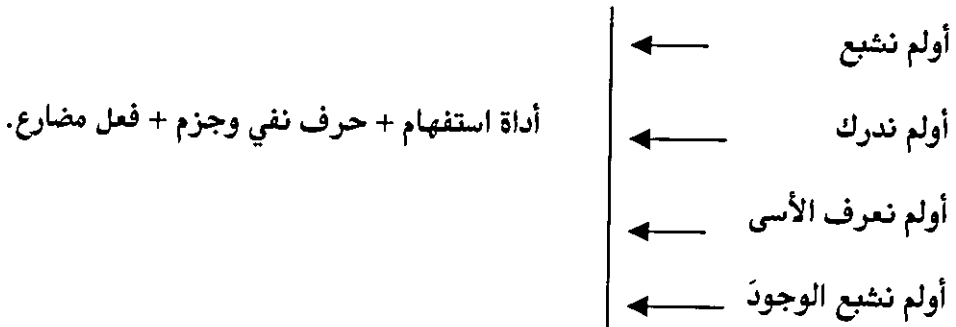 أولم نشبع
أولم ندرك
أداة استفهام + حرف نفي وجزم + فعل مضارع.
أولم نعرف الأسى
أولم نشبع الوجودَ